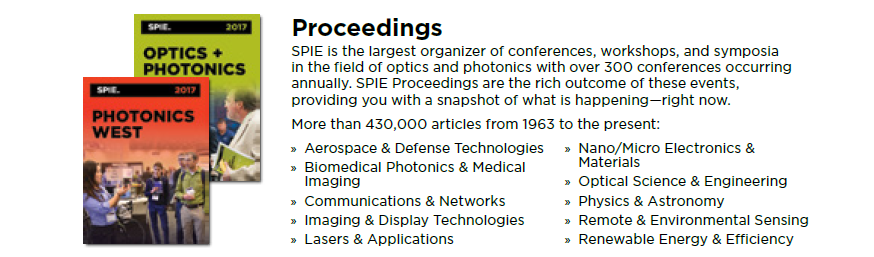 SPIE. 2017
OPTICS +
PHOTONICS
SPIE. 2017
PHOTONICS
WEST
Proceedings
SPIE is the largest organizer of conferences, workshops, and symposia
in the field of optics and photonics with over 300 conferences occurring
annually. SPIE Proceedings are the rich outcome of these events,
providing you with a snapshot of what is happening—right now.
More than 430,000 articles from 1963 to the present:
» Aerospace & Defense Technologies
» Biomedical Photonics & Medical
Imaging
» Communications & Networks
» Imaging & Display Technologies
» Lasers & Applications
» Nano/Micro Electronics &
Materials
» Optical Science & Engineering
» Physics & Astronomy
» Remote & Environmental Sensing
» Renewable Energy & Efficiency